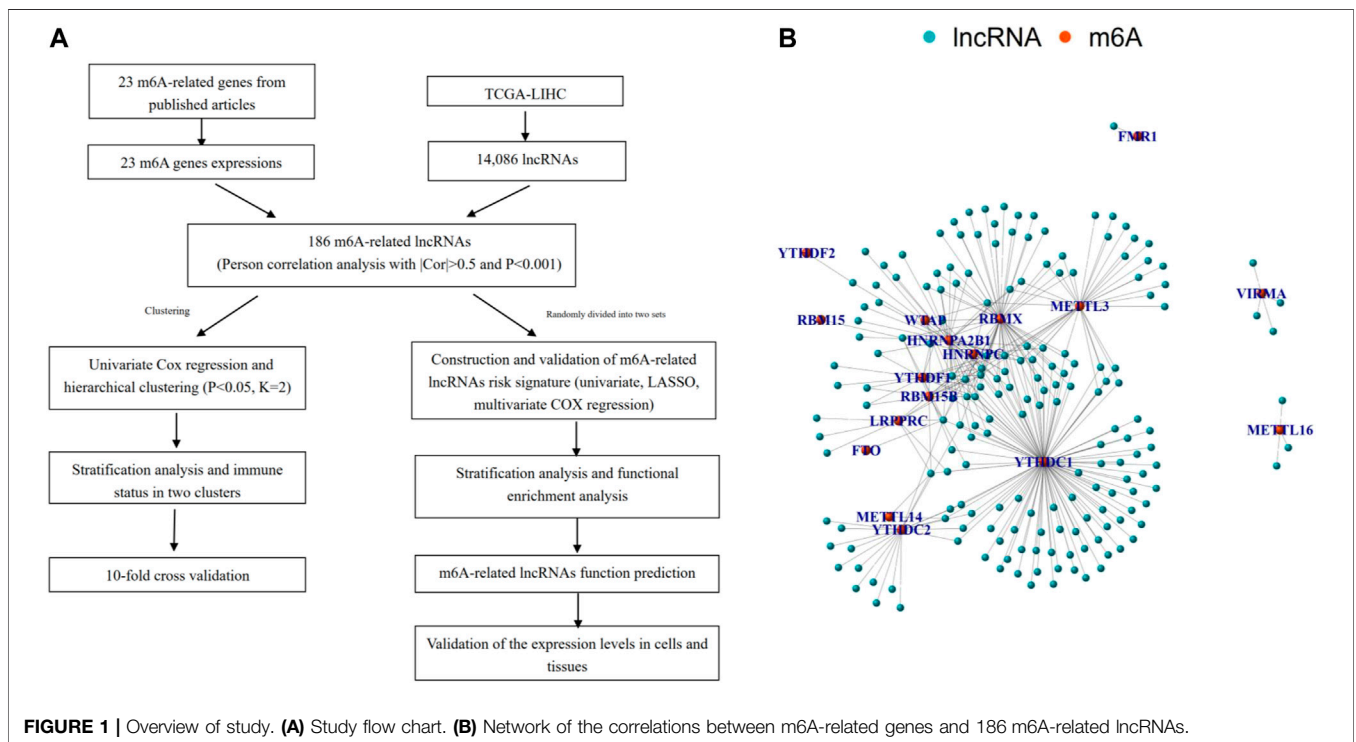 A
23 m6A-related genes from
published articles
TCGA-LIHC
23 m6A genes expressions
14,086 lncRNAs
186 m6A-related lncRNAs
(Person correlation analysis with |Cor|>0.5 and P<0.001)
Clustering
Randomly divided into two sets
Univariate Cox regression and
hierarchical clustering (P<0.05, K=2)
Construction and validation of m6A-related
lncRNAs risk signature (univariate, LASSO,
multivariate COX regression)
Stratification analysis and immune
status in two clusters
Stratification analysis and functional
enrichment analysis
10-fold cross validation
m6A-related lncRNAs function prediction
Validation of the expression levels in cells and
tissues
B
lncRNA m6A
FMR1
YTHDF2
VIRMA
RBM15
WTAP
RBMX
METTL3
HNRNPA2B1
HNRNPC
YTHDF1
RBM15B
LRPPRC
METTL16
FTO
YTHDC1
METTL14
YTHDC2
FIGURE 1 | Overview of study. (A) Study flow chart. (B) Network of the correlations between m6A-related genes and 186 m6A-related lncRNAs.